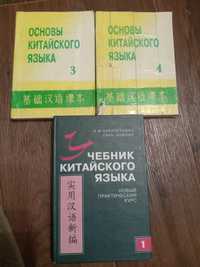 ОСНОВЫ
КИТАЙСКОГО
ЯЗЫКА
3
基础汉语课本
ОСНОВЫ
КИТАЙСКОГО
ЯЗЫКА
4
基础汉语课本
УЧЕБНИК
КИТАЙСКОГО
ЯЗЫКА
НОВЫЙ
ПРАКТИЧЕСКИЙ
КУРС
实用汉语新编
1